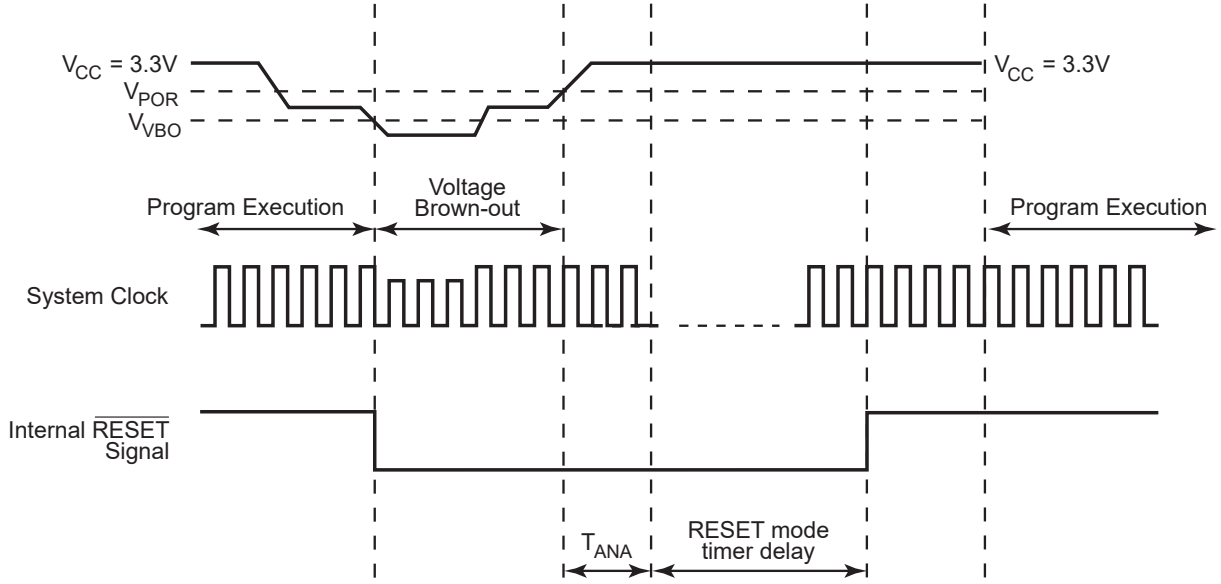 V_CC = 3.3V
V_CC = 3.3V
V_POR
V_VBO
Program Execution
Voltage
Brown-out
Program Execution
System Clock
Internal RESET
Signal
T_ANA
RESET mode
timer delay